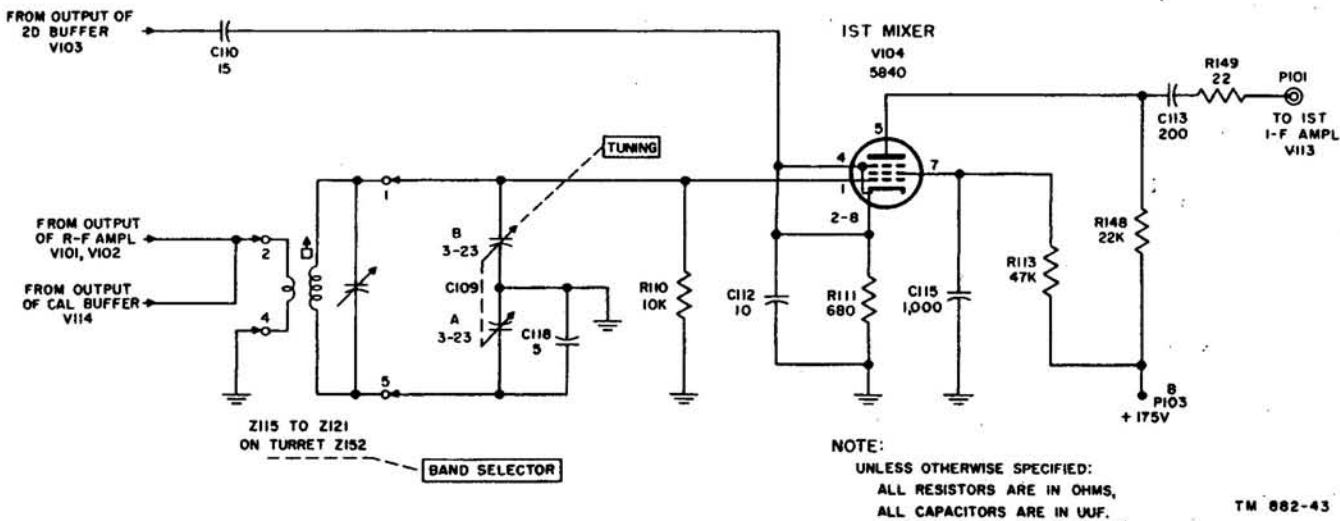 FROM OUTPUT OF
2D BUFFER
V103
C110
15
1ST MIXER
V104
5840
R149
22
P101
C113
200
TO 1ST
I-F AMPL
V113
5
4
1
7
2-8
TUNING
1
FROM OUTPUT
OF R-F AMPL
V101, V102
2
FROM OUTPUT
OF CAL BUFFER
V114
4
B
3-23
C109
A
3-23
C118
5
R110
10K
C112
10
R111
680
C115
1,000
R113
47K
R148
22K
5
B
P103
+175V
Z115 TO Z121
ON TURRET Z152
BAND SELECTOR
NOTE:
UNLESS OTHERWISE SPECIFIED:
ALL RESISTORS ARE IN OHMS,
ALL CAPACITORS ARE IN UUF.
TM 882-43